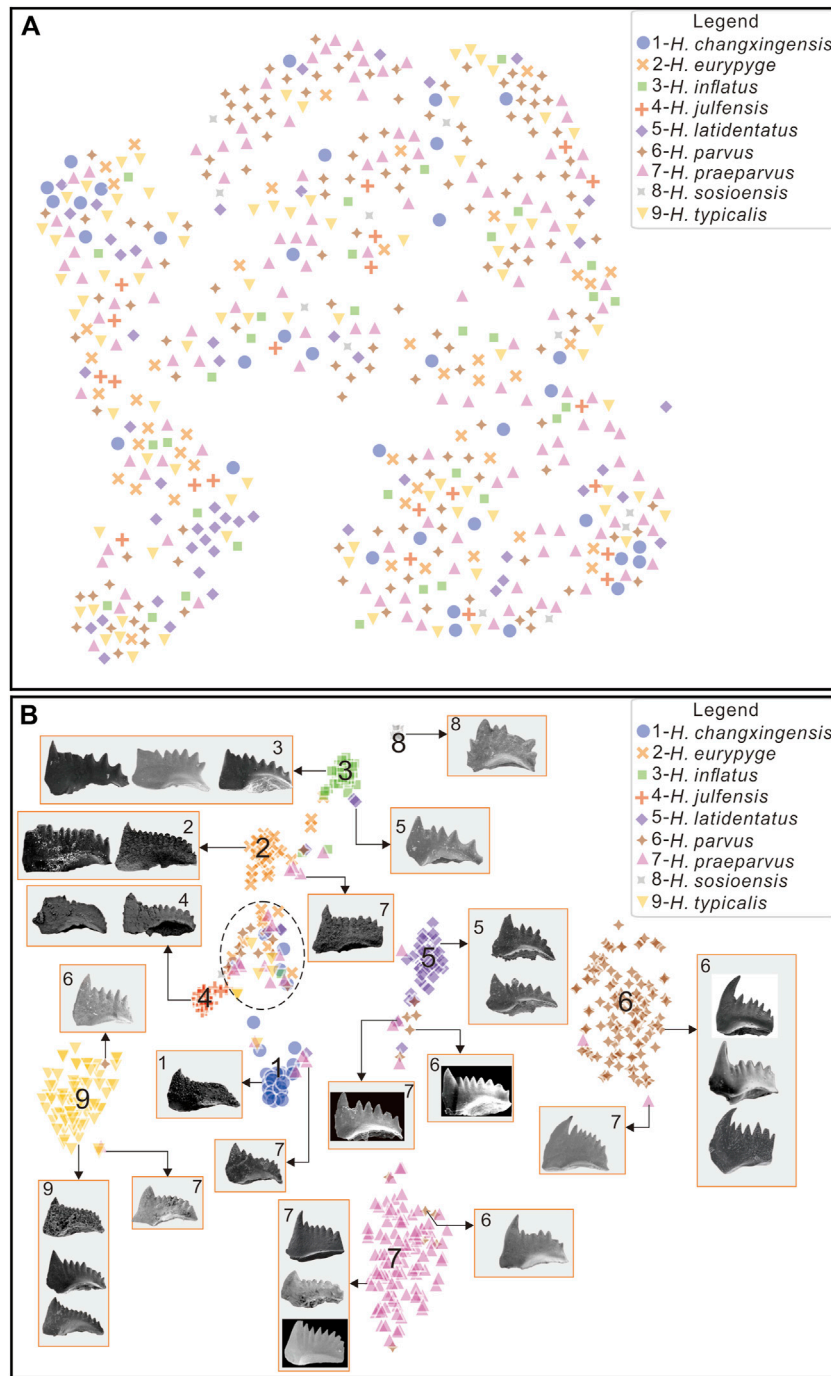 A
Legend
1-H. changxingensis
2-H. eurypyge
3-H. inflatus
4-H. julfensis
5-H. latidentatus
6-H. parvus
7-H. praeparvus
8-H. sosioensis
9-H. typicalis
B
Legend
1-H. changxingensis
2-H. eurypyge
3-H. inflatus
4-H. julfensis
5-H. latidentatus
6-H. parvus
7-H. praeparvus
8-H. sosioensis
9-H. typicalis
3
3
8
8
5
2
2
7
4
4
5
5
6
6
6
9
1
1
7
6
7
7
7
9
7
7
6